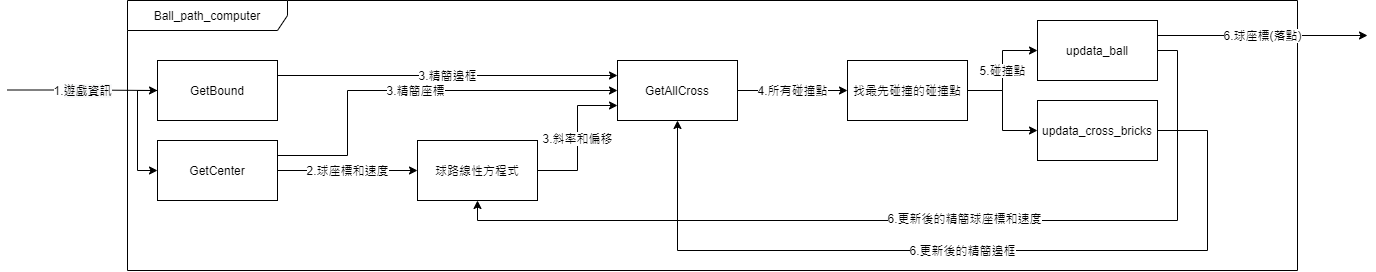 Ball_path_computer
1.遊戲資訊
GetBound
GetCenter
3.精簡邊框
3.精簡座標
2.球座標和速度
球路線性方程式
3.斜率和偏移
GetAllCross
4.所有碰撞點
找最先碰撞的碰撞點
5.碰撞點
updata_ball
updata_cross_bricks
6.球座標(落點)
6.更新後的精簡球座標和速度
6.更新後的精簡邊框